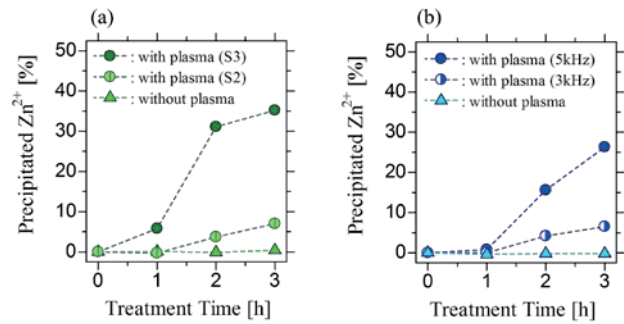 (a)
Precipitated Zn²⁺ [%]
50
40
30
20
10
0
: with plasma (S3)
: with plasma (S2)
: without plasma
0 1 2 3
Treatment Time [h]
(b)
Precipitated Zn²⁺ [%]
50
40
30
20
10
0
: with plasma (5kHz)
: with plasma (3kHz)
: without plasma
0 1 2 3
Treatment Time [h]